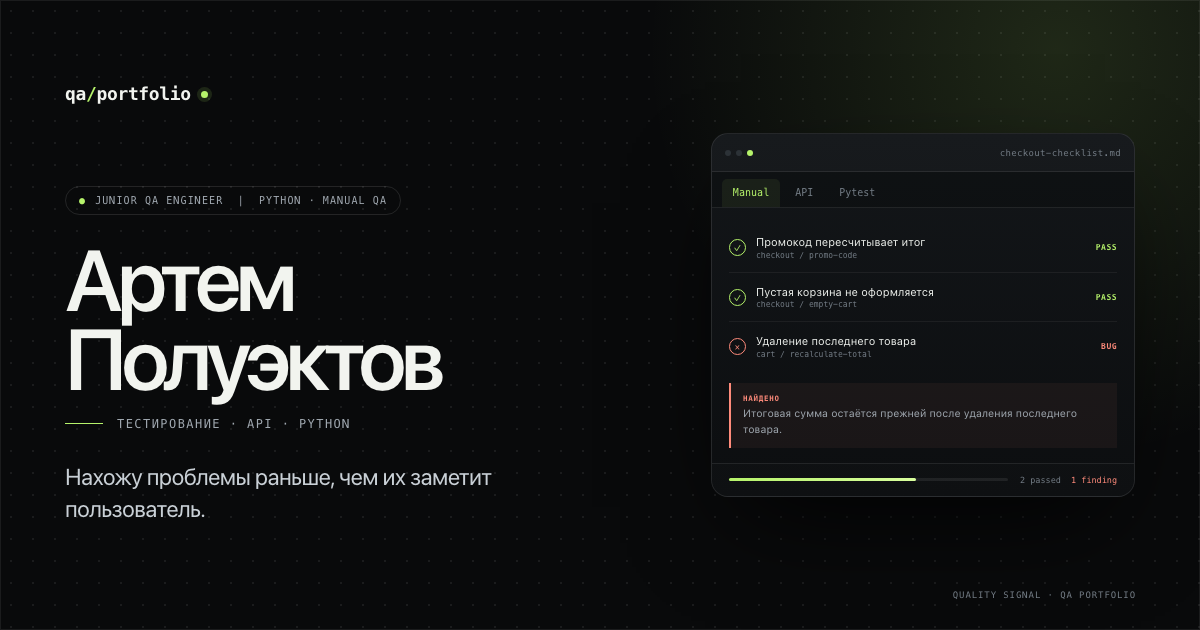 qa/portfolio
JUNIOR QA ENGINEER | PYTHON · MANUAL QA
Артем
Полуэктов
ТЕСТИРОВАНИЕ · API · PYTHON
Нахожу проблемы раньше, чем их заметит
пользователь.
checkout-checklist.md
Manual API Pytest
Промокод пересчитывает итог
checkout / promo-code
PASS
Пустая корзина не оформляется
checkout / empty-cart
PASS
Удаление последнего товара
cart / recalculate-total
BUG
НАЙДЕНО
Итоговая сумма остаётся прежней после удаления последнего
товара.
2 passed 1 finding
QUALITY SIGNAL · QA PORTFOLIO